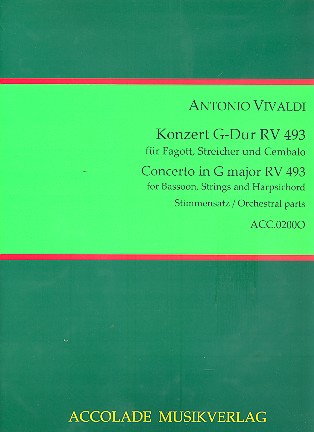 ANTONIO VIVALDI
Konzert G-Dur RV 493
für Fagott, Streicher und Cembalo
Concerto in G major RV 493
for Bassoon, Strings and Harpsichord
Stimmensatz / Orchestral parts
ACC.0200O
ACCOLADE MUSIKVERLAG